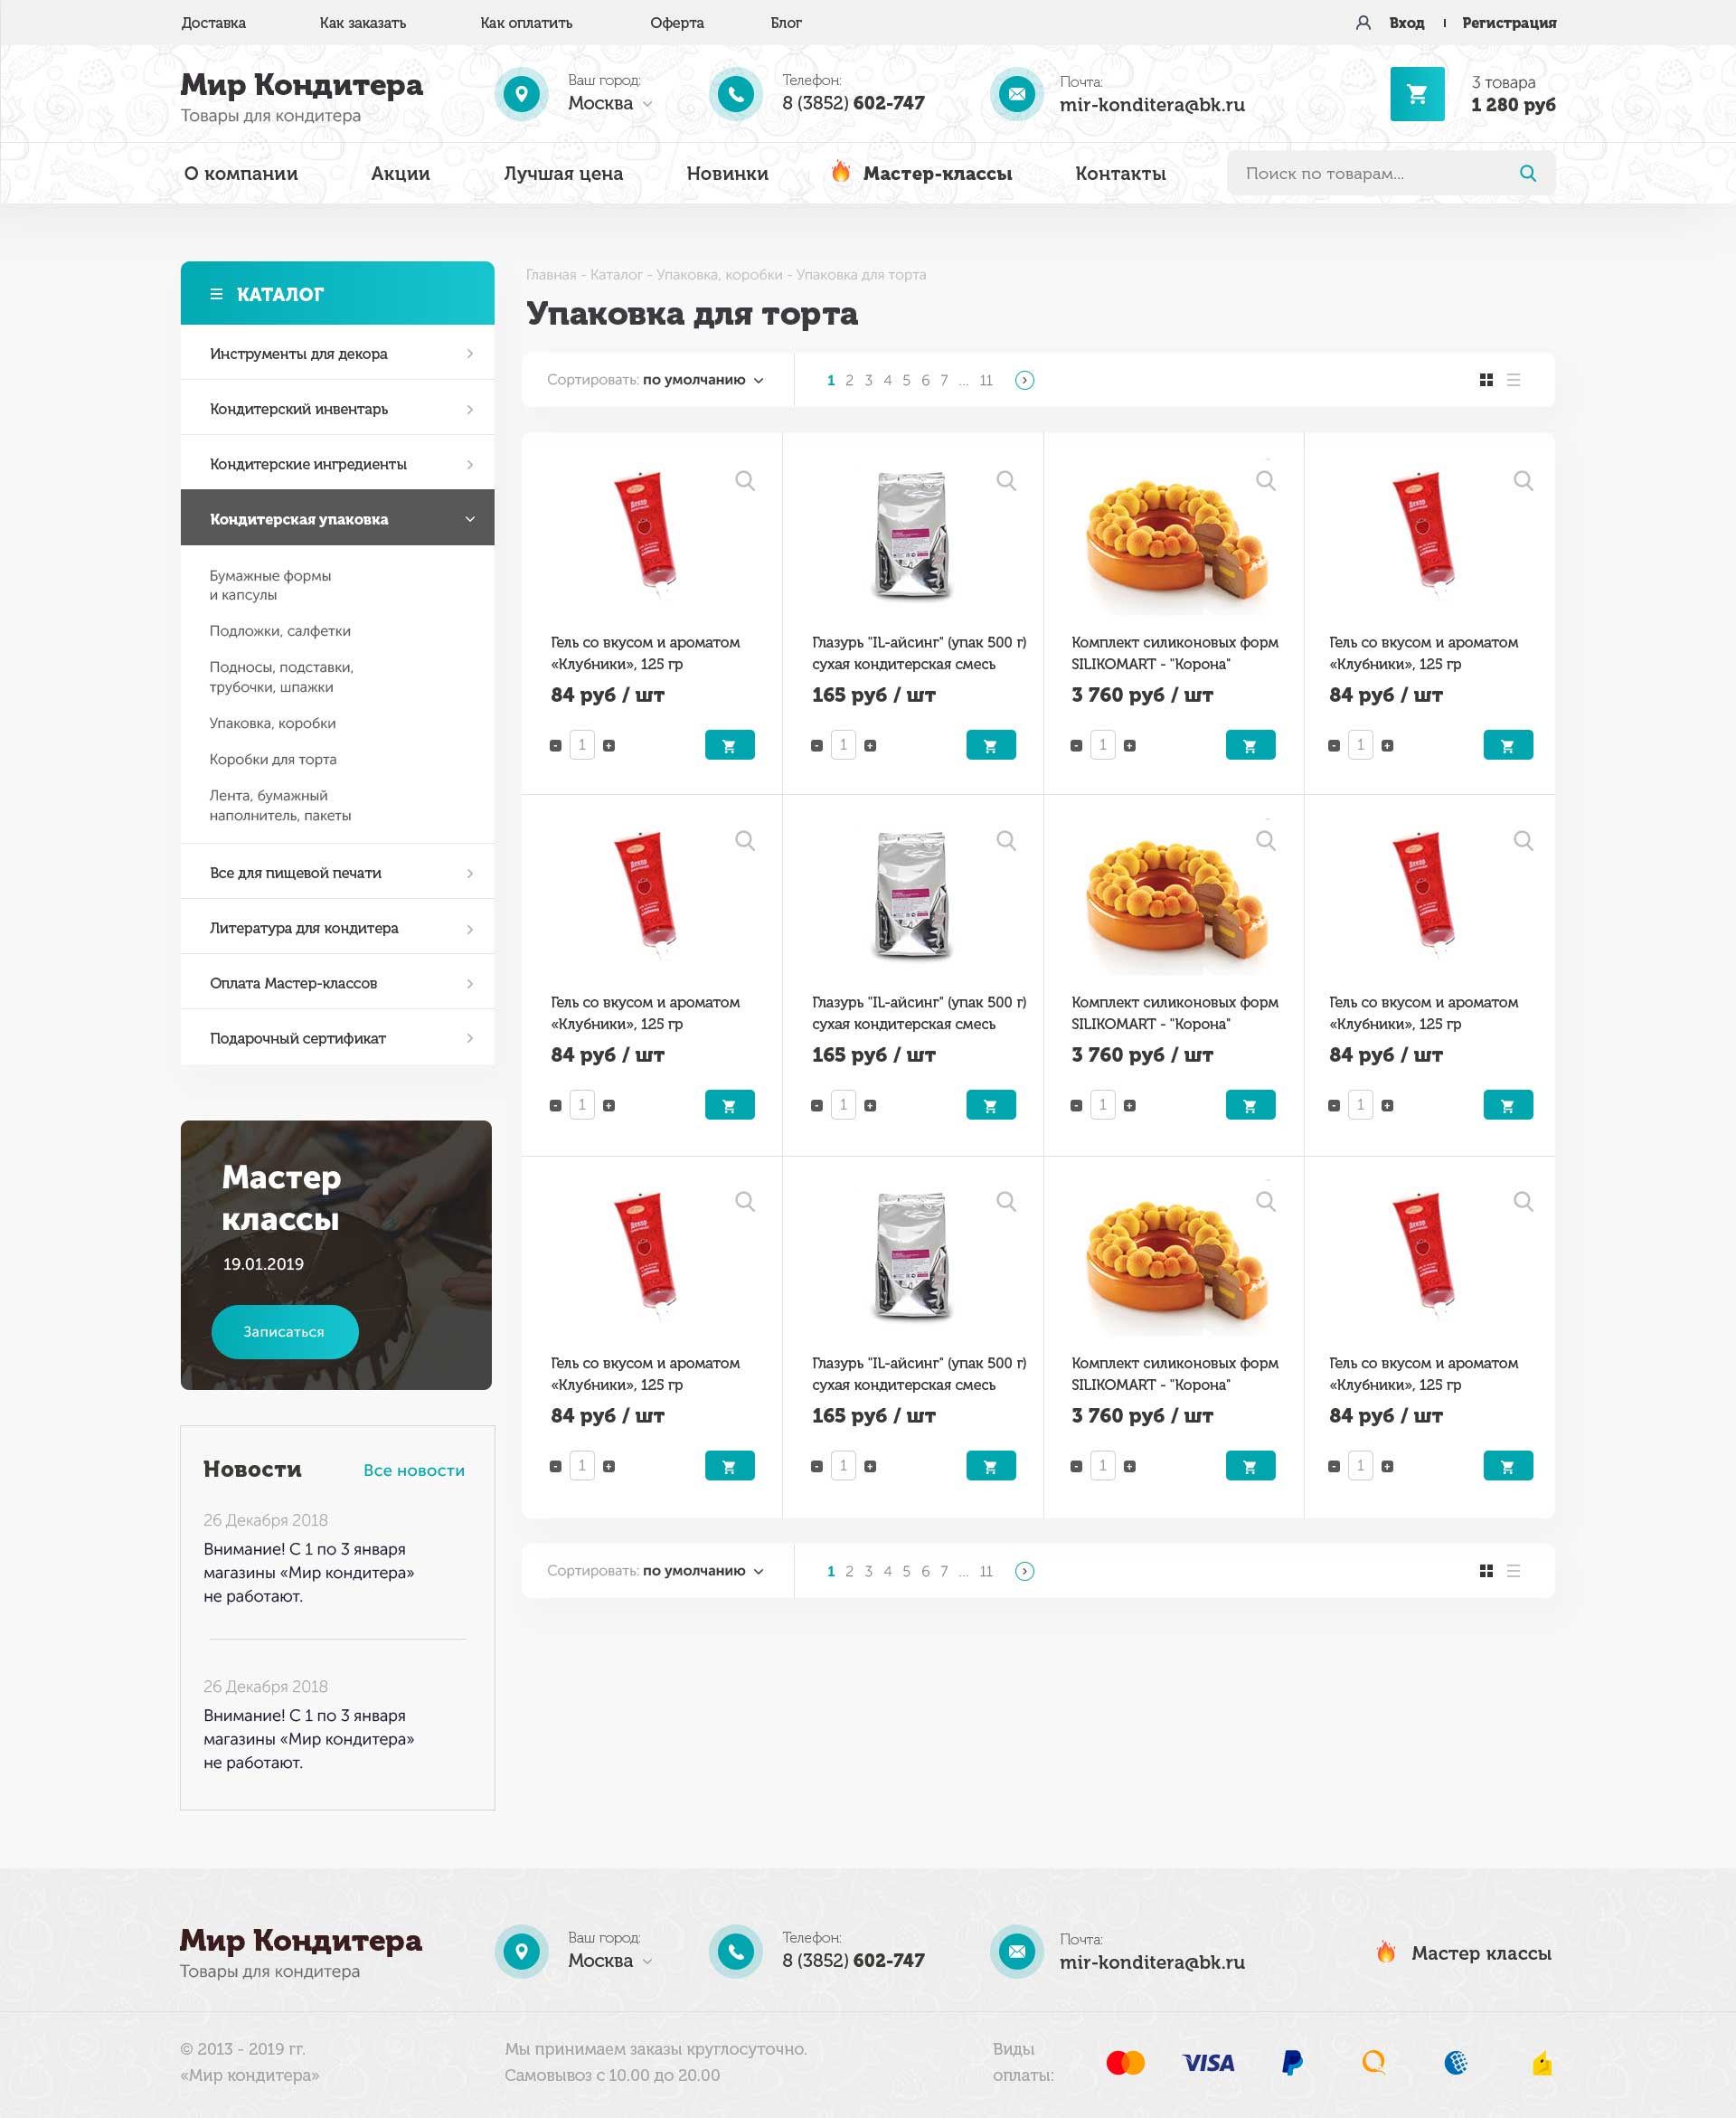 Доставка
Как заказать
Как оплатить
Оферта
Блог
Вход
Регистрация
Мир Кондитера
Товары для кондитера
Ваш город:
Москва
Телефон:
8 (3852) 602-747
Почта:
mir-konditera@bk.ru
3 товара
1 280 руб
О компании
Акции
Лучшая цена
Новинки
Мастер-классы
Контакты
Поиск по товарам...
КАТАЛОГ
Инструменты для декора
Кондитерский инвентарь
Кондитерские ингредиенты
Кондитерская упаковка
Бумажные формы
и капсулы
Подложки, салфетки
Подносы, подставки,
трубочки, шпажки
Упаковка, коробки
Коробки для торта
Лента, бумажный
наполнитель, пакеты
Все для пищевой печати
Литература для кондитера
Оплата Мастер-классов
Подарочный сертификат
Мастер
классы
19.01.2019
Записаться
Новости
Все новости
26 Декабря 2018
Внимание! С 1 по 3 января
магазины «Мир кондитера»
не работают.
26 Декабря 2018
Внимание! С 1 по 3 января
магазины «Мир кондитера»
не работают.
Главная - Каталог - Упаковка, коробки - Упаковка для торта
Упаковка для торта
Сортировать: по умолчанию
1 2 3 4 5 6 7 ... 11
Гель со вкусом и ароматом
«Клубники», 125 гр
84 руб / шт
- 1 +
Глазурь "IL-айсинг" (упак 500 г)
сухая кондитерская смесь
165 руб / шт
- 1 +
Комплект силиконовых форм
SILIKOMART - "Корона"
3 760 руб / шт
- 1 +
Гель со вкусом и ароматом
«Клубники», 125 гр
84 руб / шт
- 1 +
Гель со вкусом и ароматом
«Клубники», 125 гр
84 руб / шт
- 1 +
Глазурь "IL-айсинг" (упак 500 г)
сухая кондитерская смесь
165 руб / шт
- 1 +
Комплект силиконовых форм
SILIKOMART - "Корона"
3 760 руб / шт
- 1 +
Гель со вкусом и ароматом
«Клубники», 125 гр
84 руб / шт
- 1 +
Гель со вкусом и ароматом
«Клубники», 125 гр
84 руб / шт
- 1 +
Глазурь "IL-айсинг" (упак 500 г)
сухая кондитерская смесь
165 руб / шт
- 1 +
Комплект силиконовых форм
SILIKOMART - "Корона"
3 760 руб / шт
- 1 +
Гель со вкусом и ароматом
«Клубники», 125 гр
84 руб / шт
- 1 +
Сортировать: по умолчанию
1 2 3 4 5 6 7 ... 11
Мир Кондитера
Товары для кондитера
Ваш город:
Москва
Телефон:
8 (3852) 602-747
Почта:
mir-konditera@bk.ru
Мастер классы
© 2013 - 2019 гг.
«Мир кондитера»
Мы принимаем заказы круглосуточно.
Самовывоз с 10.00 до 20.00
Виды
оплаты:
VISA